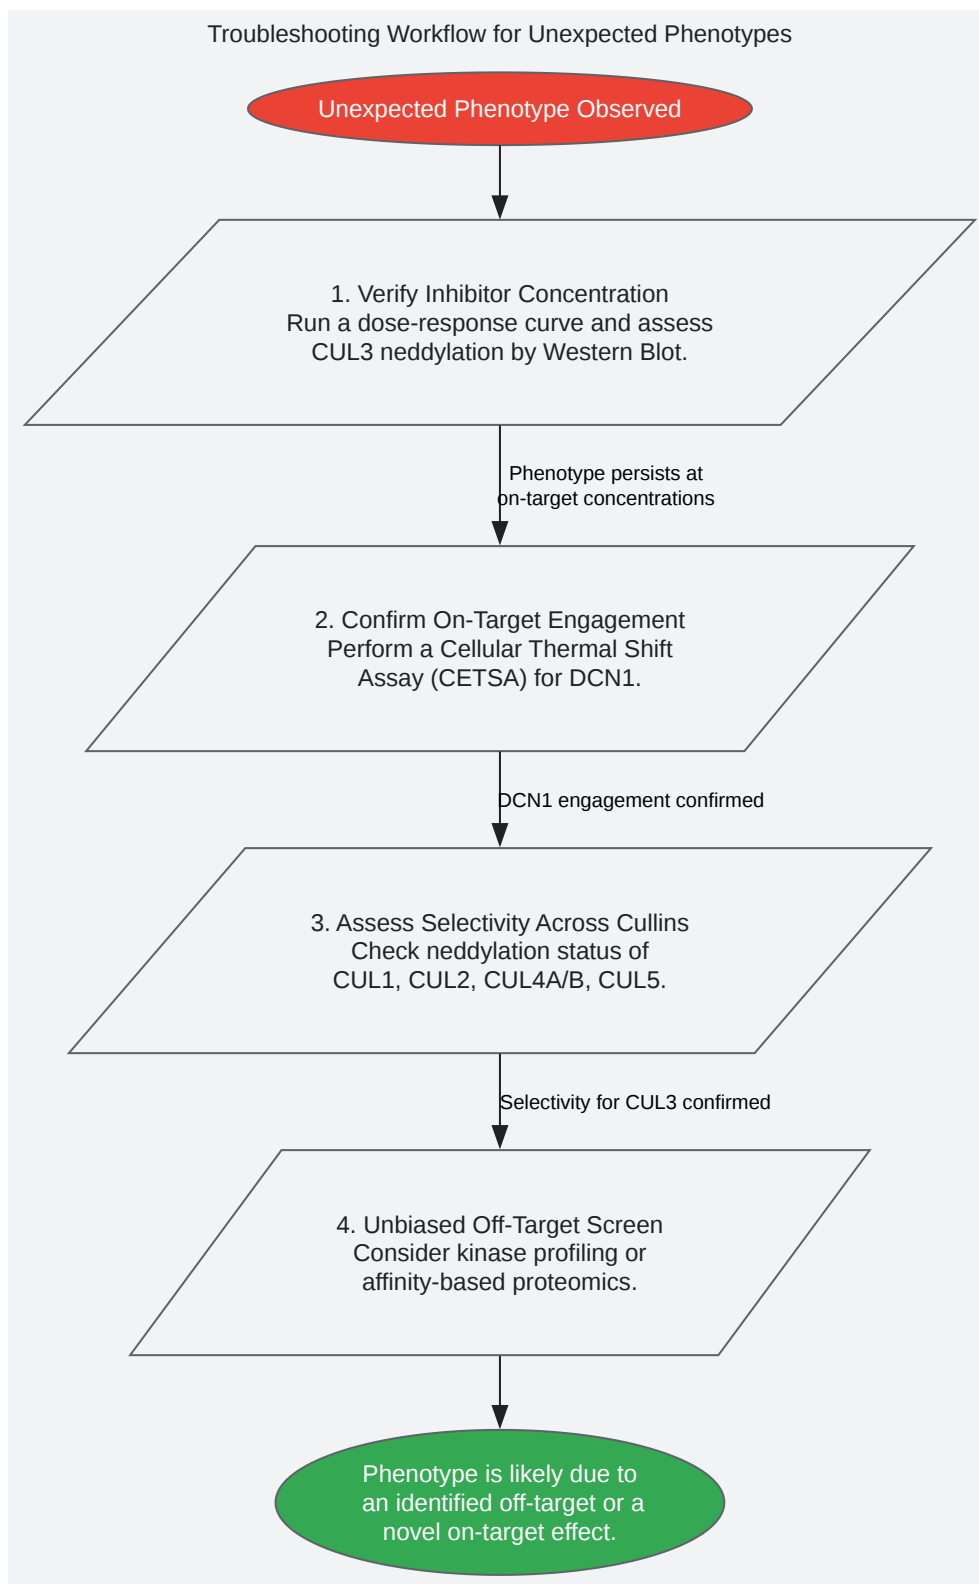 Troubleshooting Workflow for Unexpected Phenotypes
Unexpected Phenotype Observed
1. Verify Inhibitor Concentration
Run a dose-response curve and assess
CUL3 neddylation by Western Blot.
Phenotype persists at
on-target concentrations
2. Confirm On-Target Engagement
Perform a Cellular Thermal Shift
Assay (CETSA) for DCN1.
DCN1 engagement confirmed
3. Assess Selectivity Across Cullins
Check neddylation status of
CUL1, CUL2, CUL4A/B, CUL5.
Selectivity for CUL3 confirmed
4. Unbiased Off-Target Screen
Consider kinase profiling or
affinity-based proteomics.
Phenotype is likely due to
an identified off-target or a
novel on-target effect.